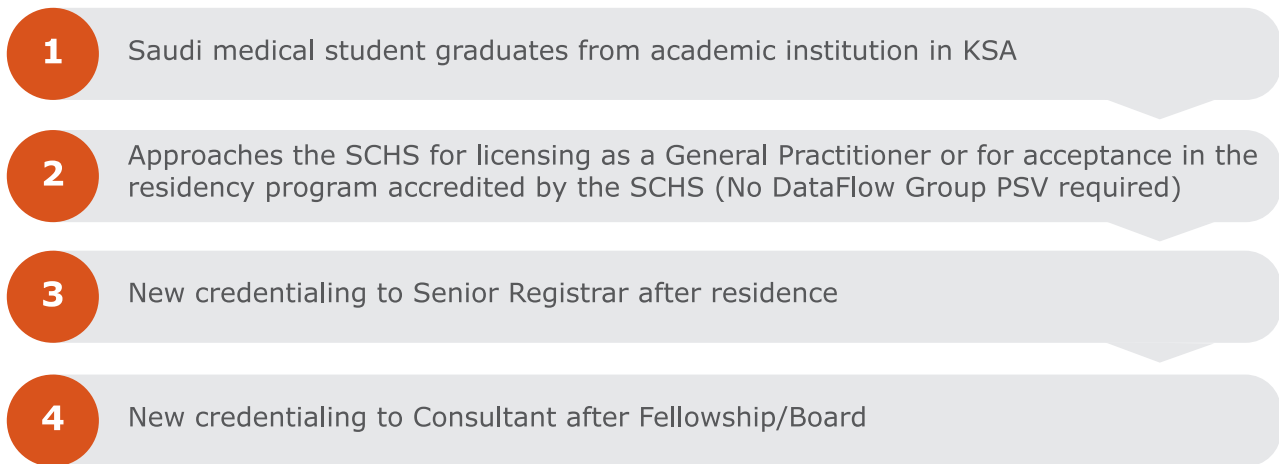 1
Saudi medical student graduates from academic institution in KSA
2
Approaches the SCHS for licensing as a General Practitioner or for acceptance in the
residency program accredited by the SCHS (No DataFlow Group PSV required)
3
New credentialing to Senior Registrar after residence
4
New credentialing to Consultant after Fellowship/Board